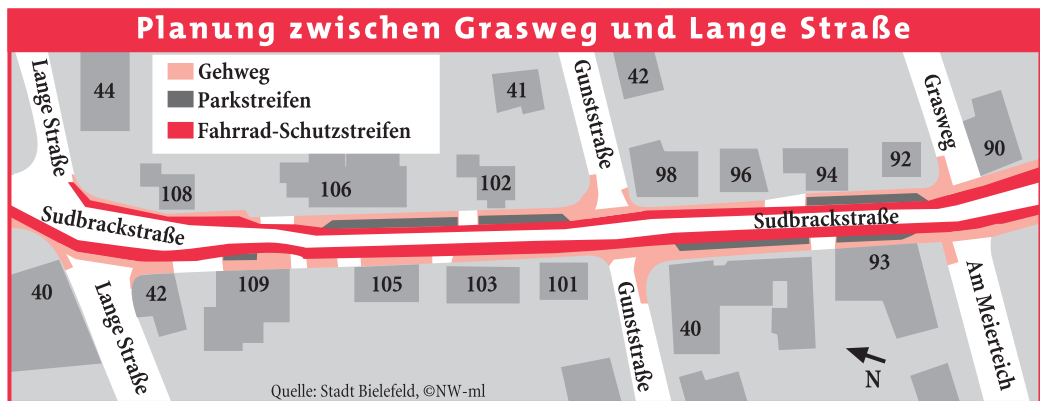 Planung zwischen Grasweg und Lange Straße
Gehweg
Parkstreifen
Fahrrad-Schutzstreifen
Lange Straße
44
41
Gunststraße
42
Grasweg
90
108
106
102
98
96
94
92
Sudbrackstraße
Sudbrackstraße
40
Lange Straße
42
109
105
103
101
Gunststraße
40
93
Am Meierteich
N
Quelle: Stadt Bielefeld, ©NW-ml